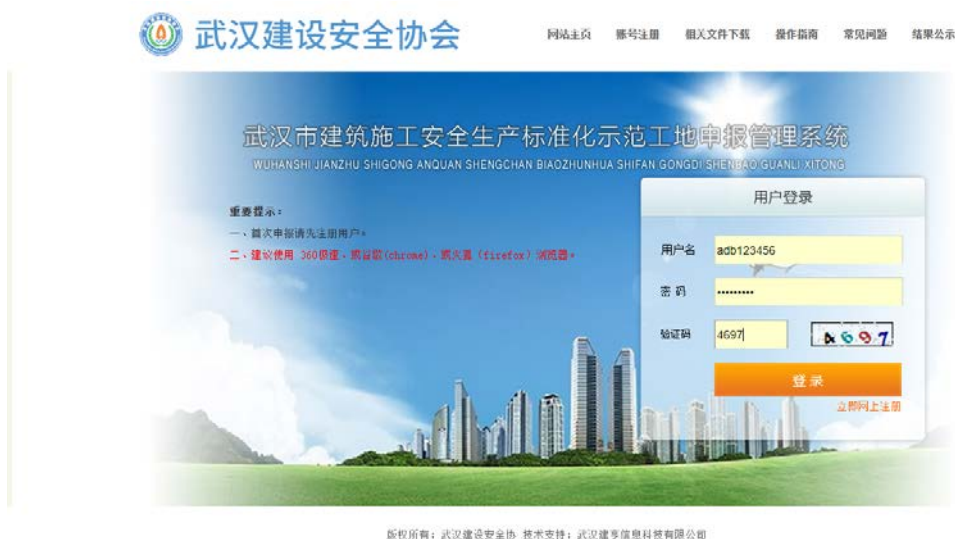 武汉建设安全协会
网站主页 账号注册 相关文件下载 操作指南 常见问题 结果公示
武汉市建筑施工安全生产标准化示范工地申报管理系统
WUHANSHI JIANZHU SHIGONG ANQUAN SHENGCHAN BIAOZHUNHUA SHIFAN GONGDI SHENBAO GUANLI XITONG
重要提示：
一、首次申报请先注册用户。
二、建议使用 360极速、或谷歌(chrome)、或火狐（firefox）浏览器。
用户登录
用户名 adb123456
密 码 •••••••••
验证码 4697 4697
登 录
立即网上注册
版权所有：武汉建设安全协 技术支持：武汉建亨信息科技有限公司